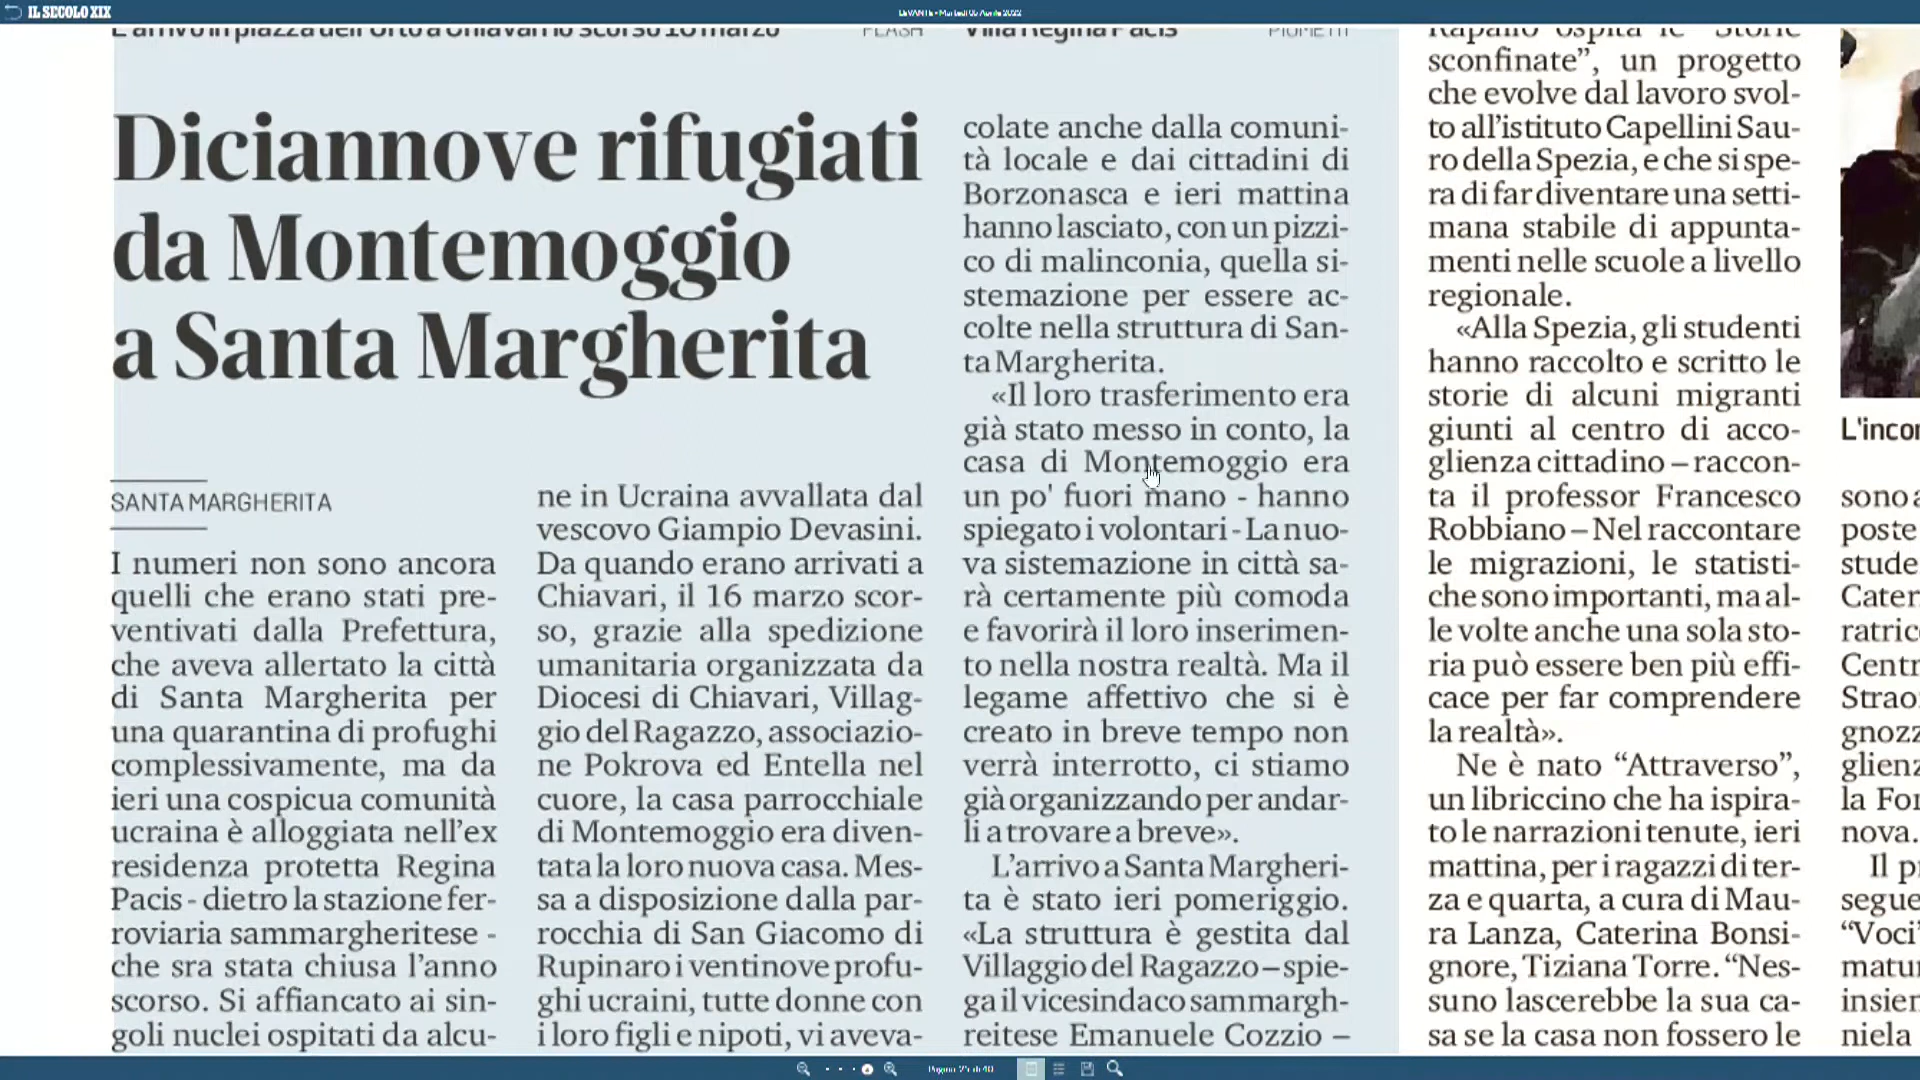 IL SECOLO XIX
LEVANTE - Martedì 05 Aprile 2022
L'arrivo in piazza dell'Orto a Chiavari lo scorso 16 marzo
FLASH
Villa Regina Pacis
PIUMETTI
Diciannove rifugiati
da Montemoggio
a Santa Margherita
SANTA MARGHERITA
I numeri non sono ancora
quelli che erano stati pre-
ventivati dalla Prefettura,
che aveva allertato la città
di Santa Margherita per
una quarantina di profughi
complessivamente, ma da
ieri una cospicua comunità
ucraina è alloggiata nell'ex
residenza protetta Regina
Pacis - dietro la stazione fer-
roviaria sammargheritese -
che sra stata chiusa l'anno
scorso. Si affiancato ai sin-
goli nuclei ospitati da alcu-
ne in Ucraina avvallata dal
vescovo Giampio Devasini.
Da quando erano arrivati a
Chiavari, il 16 marzo scor-
so, grazie alla spedizione
umanitaria organizzata da
Diocesi di Chiavari, Villag-
gio del Ragazzo, associazio-
ne Pokrova ed Entella nel
cuore, la casa parrocchiale
di Montemoggio era diven-
tata la loro nuova casa. Mes-
sa a disposizione dalla par-
rocchia di San Giacomo di
Rupinaro i ventinove profu-
ghi ucraini, tutte donne con
i loro figli e nipoti, vi aveva-
colate anche dalla comuni-
tà locale e dai cittadini di
Borzonasca e ieri mattina
hanno lasciato, con un pizzi-
co di malinconia, quella si-
stemazione per essere ac-
colte nella struttura di San-
ta Margherita.
«Il loro trasferimento era
già stato messo in conto, la
casa di Montemoggio era
un po' fuori mano - hanno
spiegato i volontari - La nuo-
va sistemazione in città sa-
rà certamente più comoda
e favorirà il loro inserimen-
to nella nostra realtà. Ma il
legame affettivo che si è
creato in breve tempo non
verrà interrotto, ci stiamo
già organizzando per andar-
li a trovare a breve».
L'arrivo a Santa Margheri-
ta è stato ieri pomeriggio.
«La struttura è gestita dal
Villaggio del Ragazzo – spie-
ga il vicesindaco sammargh-
reitese Emanuele Cozzio –
Rapallo ospita le "Storie
sconfinate”, un progetto
che evolve dal lavoro svol-
to all'istituto Capellini Sau-
ro della Spezia, e che si spe-
ra di far diventare una setti-
mana stabile di appunta-
menti nelle scuole a livello
regionale.
«Alla Spezia, gli studenti
hanno raccolto e scritto le
storie di alcuni migranti
giunti al centro di acco-
glienza cittadino – raccon-
ta il professor Francesco
Robbiano – Nel raccontare
le migrazioni, le statisti-
che sono importanti, ma al-
le volte anche una sola sto-
ria può essere ben più effi-
cace per far comprendere
la realtà».
Ne è nato “Attraverso”,
un libriccino che ha ispira-
to le narrazioni tenute, ieri
mattina, per i ragazzi di ter-
za e quarta, a cura di Mau-
ra Lanza, Caterina Bonsi-
gnore, Tiziana Torre. “Nes-
suno lascerebbe la sua ca-
sa se la casa non fossero le
L'incon
sono a
poste
stude
Cater
ratric
Centr
Straor
gnozz
glienz
la For
nova.
Il pr
segue
“Voci”
matur
insien
niela
Pagina 25 di 40